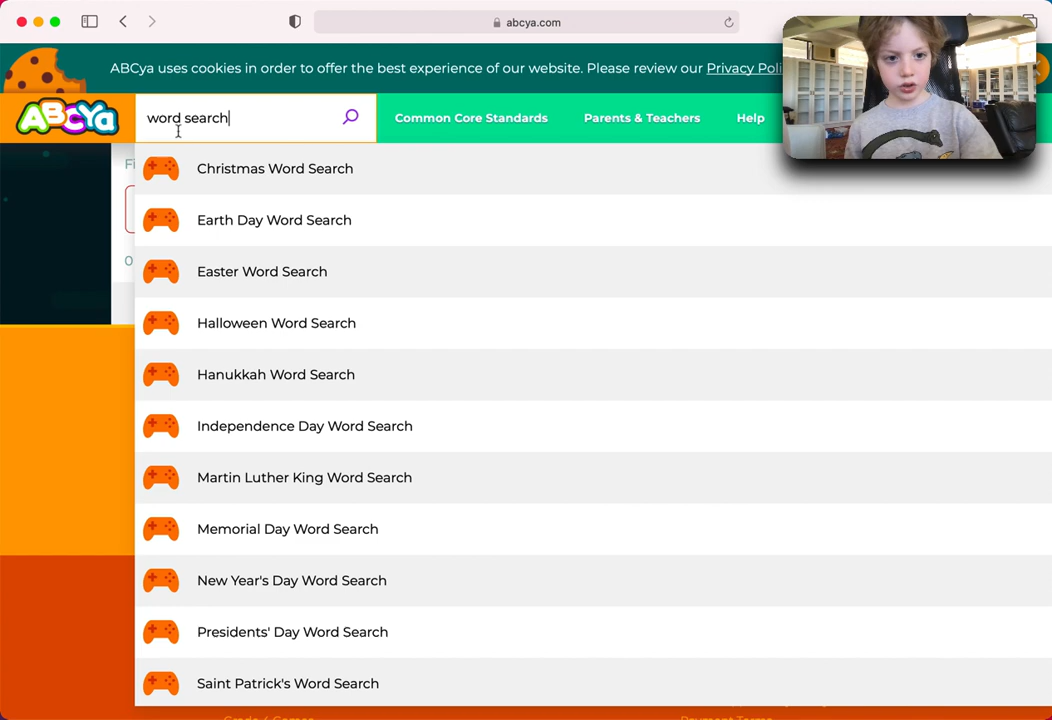 abcya.com
ABCya uses cookies in order to offer the best experience of our website. Please review our Privacy Poli
ABCYa
word search
Common Core Standards
Parents & Teachers
Help
Fi
Christmas Word Search
Earth Day Word Search
0
Easter Word Search
Halloween Word Search
Hanukkah Word Search
Independence Day Word Search
Martin Luther King Word Search
Memorial Day Word Search
New Year's Day Word Search
Presidents' Day Word Search
Saint Patrick's Word Search